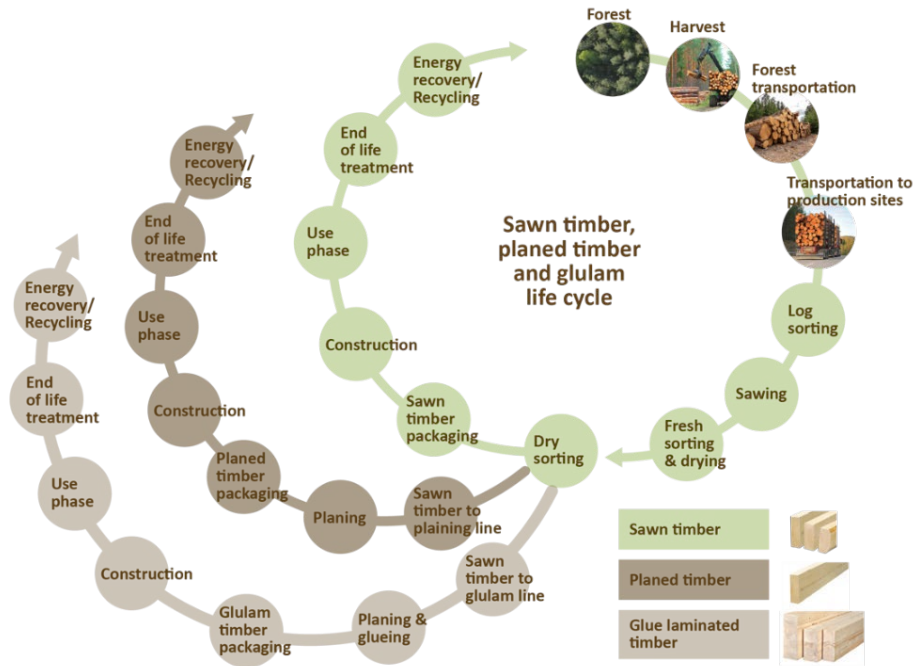 Forest
Harvest
Forest
transportation
Transportation to
production sites
Log
sorting
Sawing
Fresh
sorting
& drying
Dry
sorting
Sawn timber,
planed timber
and glulam
life cycle
Sawn
timber
packaging
Construction
Use
phase
End
of life
treatment
Energy
recovery/
Recycling
Sawn
timber to
plaining line
Planing
Planed
timber
packaging
Construction
Use
phase
End
of life
treatment
Energy
recovery/
Recycling
Sawn
timber to
glulam line
Planing &
glueing
Glulam
timber
packaging
Construction
Use
phase
End
of life
treatment
Energy
recovery/
Recycling
Sawn timber
Planed timber
Glue laminated
timber